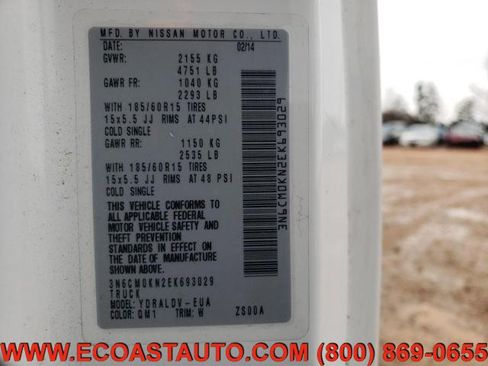 MFD. BY NISSAN MOTOR CO., LTD.
DATE: 02/14
GVWR: 2155 KG
4751 LB
GAWR FR: 1040 KG
2293 LB
WITH 185/60R15 TIRES
15x5.5 JJ RIMS AT 44PSI
COLD SINGLE
GAWR RR: 1150 KG
2535 LB
WITH 185/60R15 TIRES
15x5.5 JJ RIMS AT 48 PSI
COLD SINGLE
THIS VEHICLE CONFORMS TO
ALL APPLICABLE FEDERAL
MOTOR VEHICLE SAFETY AND
THEFT PREVENTION
STANDARDS IN EFFECT ON
THE DATE OF MANUFACTURE
SHOWN ABOVE.
3N6CM0KN2EK693029
TRUCK
MODEL: YDRALDV-EUA
COLOR: QM1 TRIM: W ZS00A
3N6CM0KN2EK693029
WWW.ECOASTAUTO.COM (800) 869-0655